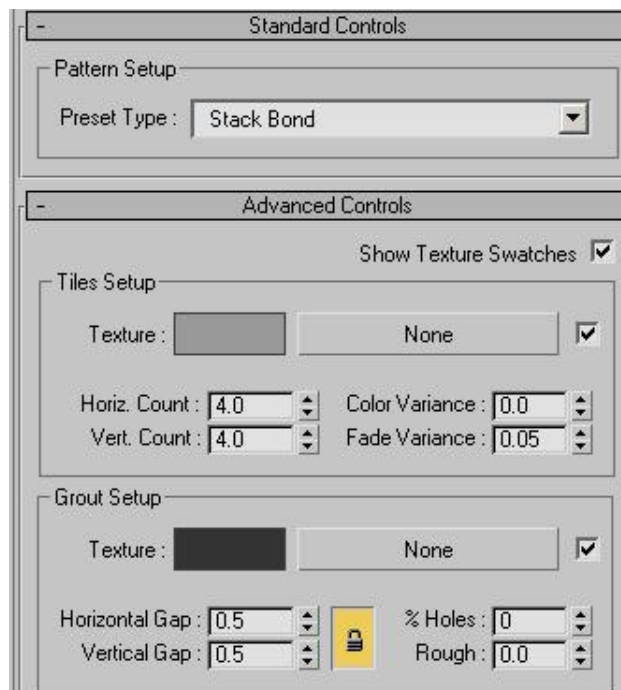 - Standard Controls
Pattern Setup
Preset Type : Stack Bond
- Advanced Controls
Show Texture Swatches
Tiles Setup
Texture : None
Horiz. Count : 4.0 Color Variance : 0.0
Vert. Count : 4.0 Fade Variance : 0.05
Grout Setup
Texture : None
Horizontal Gap : 0.5 % Holes : 0
Vertical Gap : 0.5 Rough : 0.0